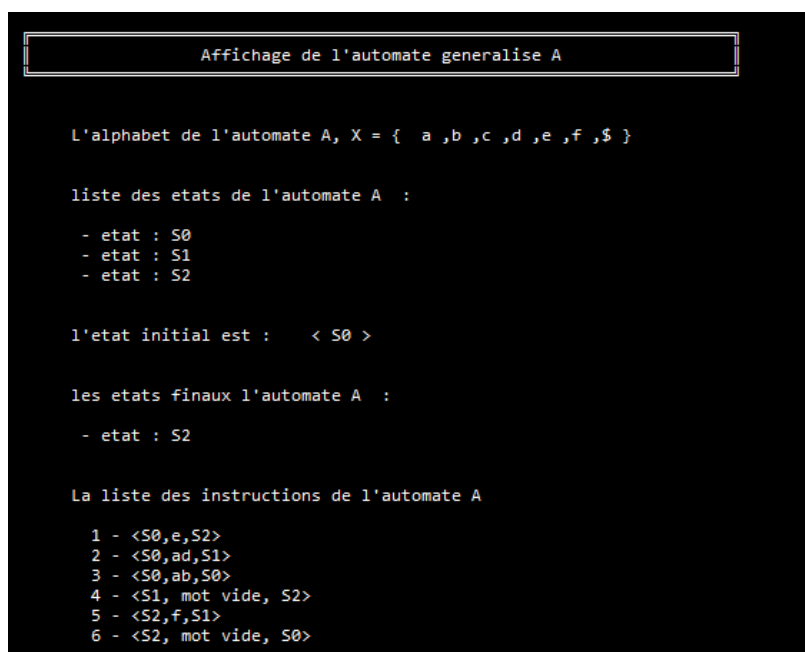 Affichage de l'automate generalise A
L'alphabet de l'automate A, X = {  a ,b ,c ,d ,e ,f ,$ }
liste des etats de l'automate A  :
- etat : S0
- etat : S1
- etat : S2
l'etat initial est :    < S0 >
les etats finaux l'automate A  :
- etat : S2
La liste des instructions de l'automate A
1 - <S0,e,S2>
2 - <S0,ad,S1>
3 - <S0,ab,S0>
4 - <S1, mot vide, S2>
5 - <S2,f,S1>
6 - <S2, mot vide, S0>